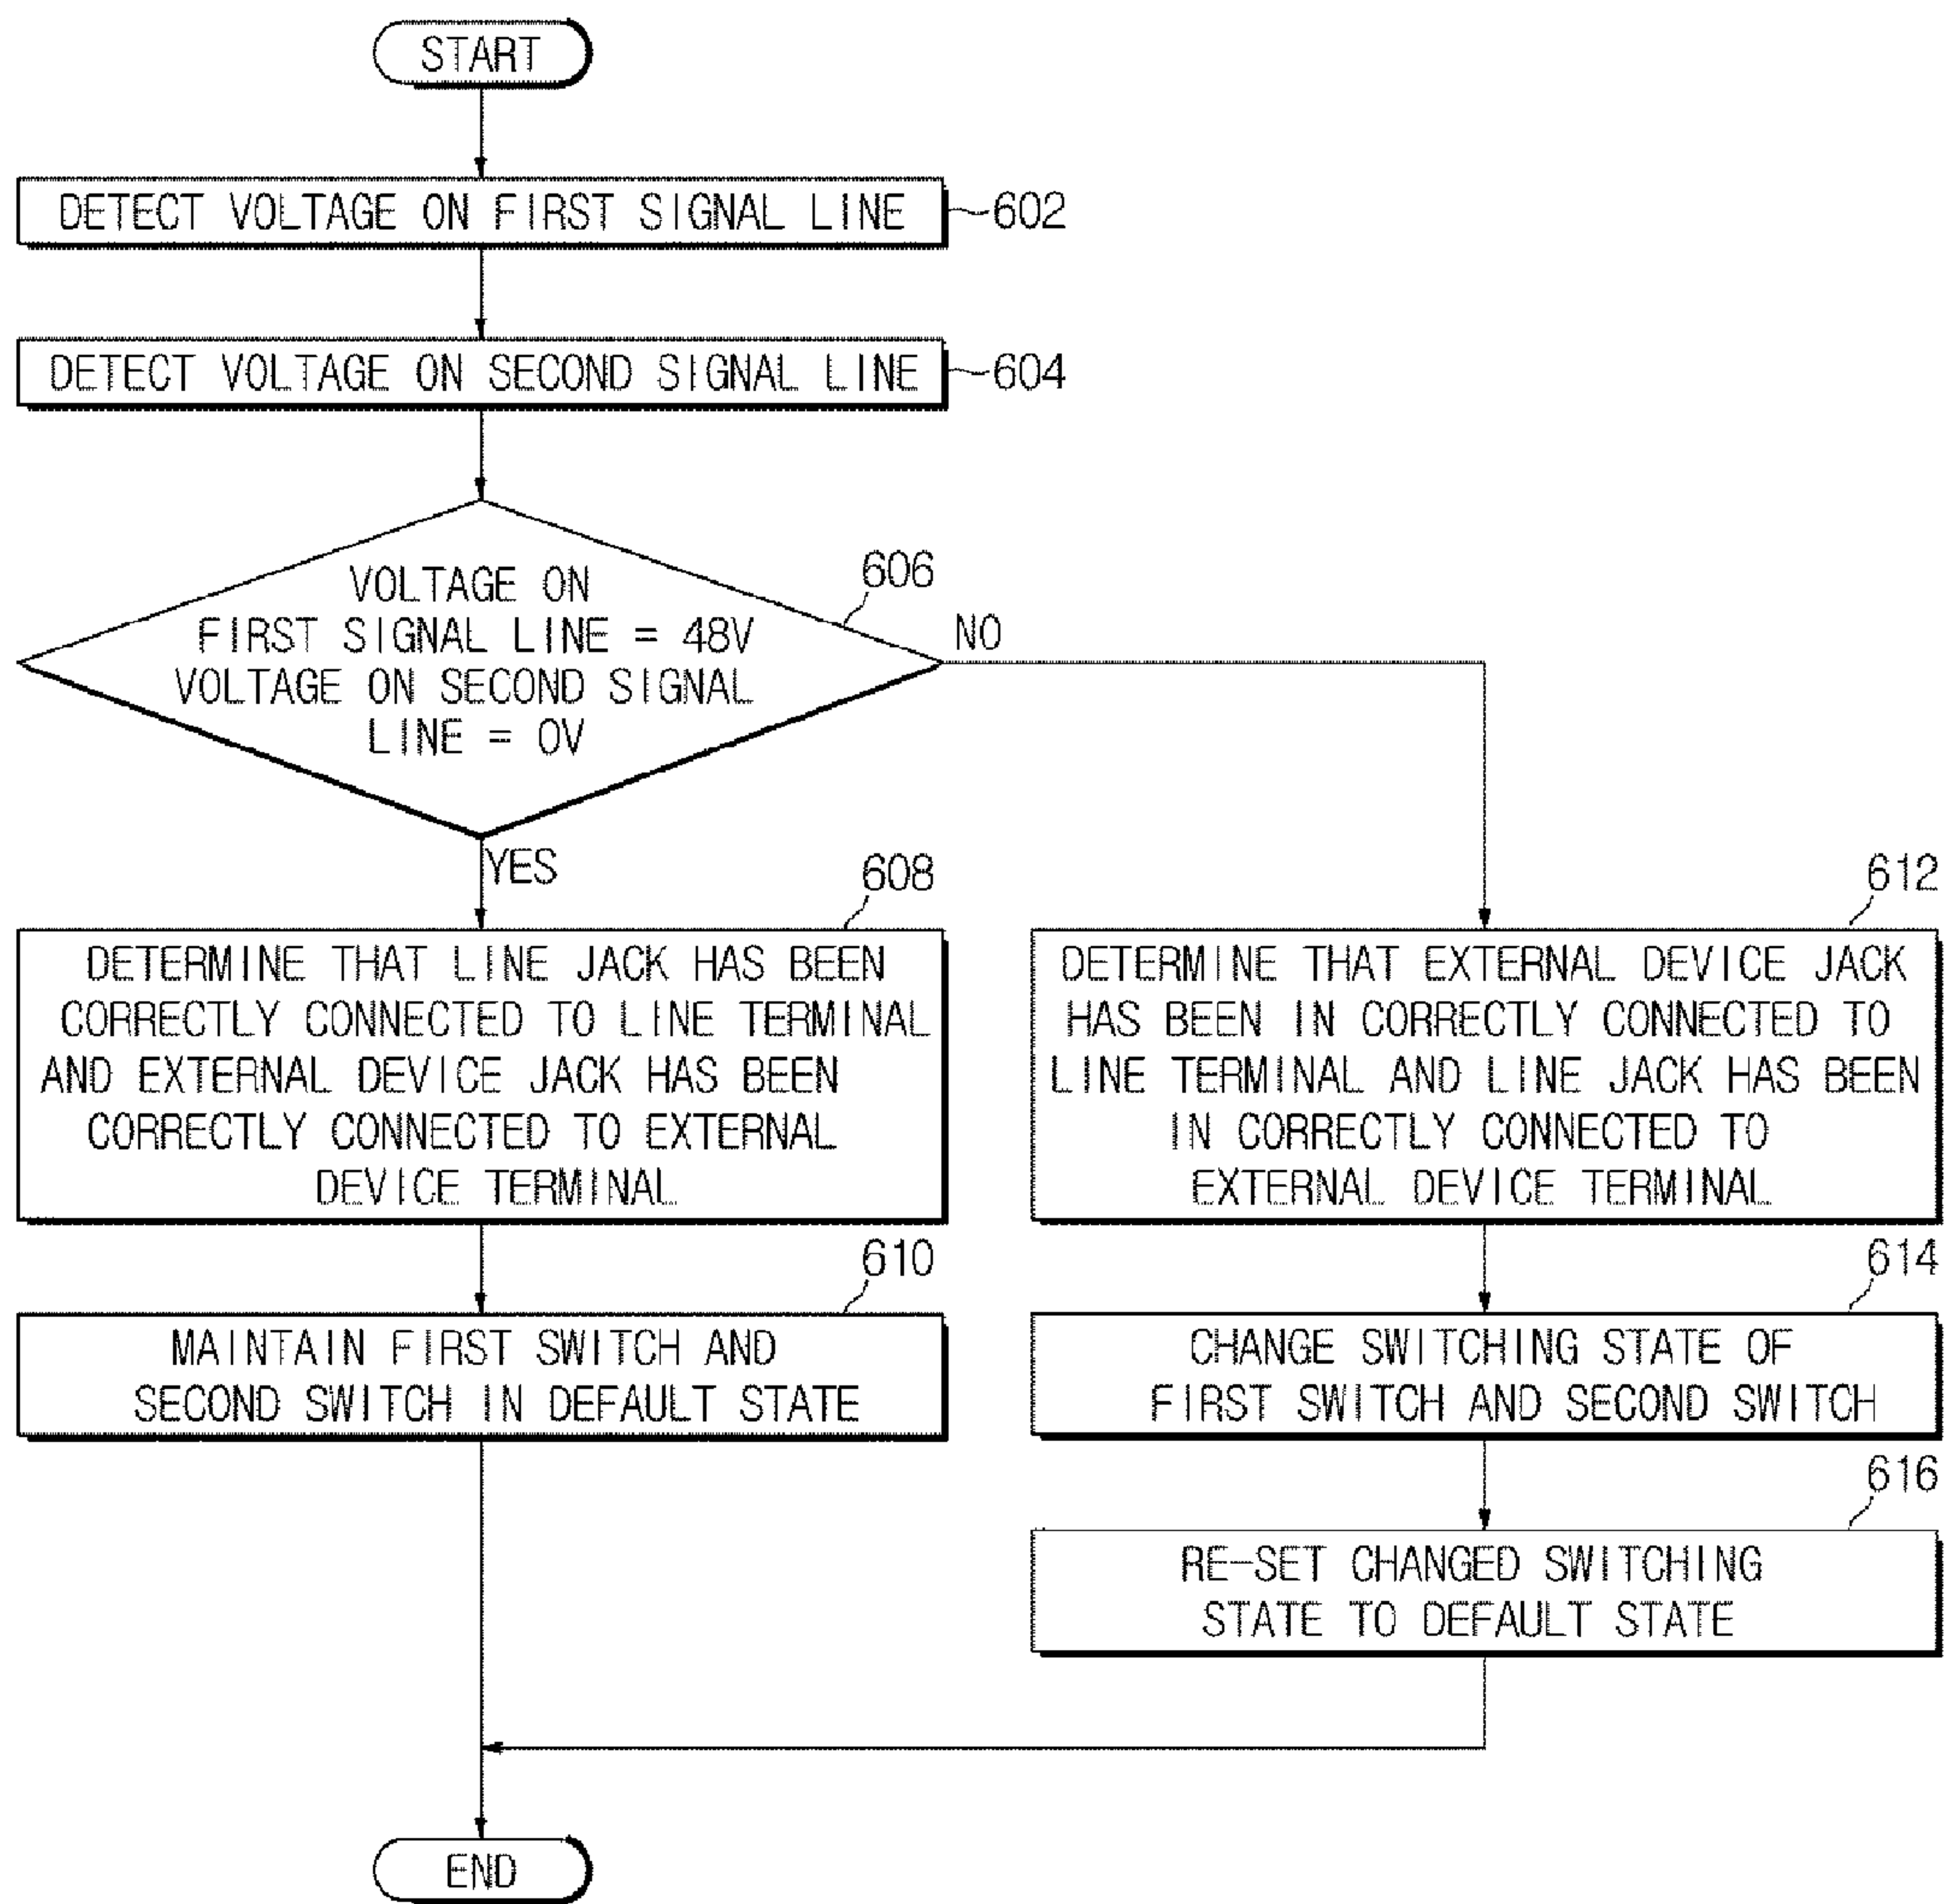 START
DETECT VOLTAGE ON FIRST SIGNAL LINE
602
DETECT VOLTAGE ON SECOND SIGNAL LINE
604
606
VOLTAGE ON
FIRST SIGNAL LINE = 48V
VOLTAGE ON SECOND SIGNAL
LINE = 0V
NO
YES
608
DETERMINE THAT LINE JACK HAS BEEN
CORRECTLY CONNECTED TO LINE TERMINAL
AND EXTERNAL DEVICE JACK HAS BEEN
CORRECTLY CONNECTED TO EXTERNAL
DEVICE TERMINAL
612
DETERMINE THAT EXTERNAL DEVICE JACK
HAS BEEN IN CORRECTLY CONNECTED TO
LINE TERMINAL AND LINE JACK HAS BEEN
IN CORRECTLY CONNECTED TO
EXTERNAL DEVICE TERMINAL
610
MAINTAIN FIRST SWITCH AND
SECOND SWITCH IN DEFAULT STATE
614
CHANGE SWITCHING STATE OF
FIRST SWITCH AND SECOND SWITCH
616
RE-SET CHANGED SWITCHING
STATE TO DEFAULT STATE
END